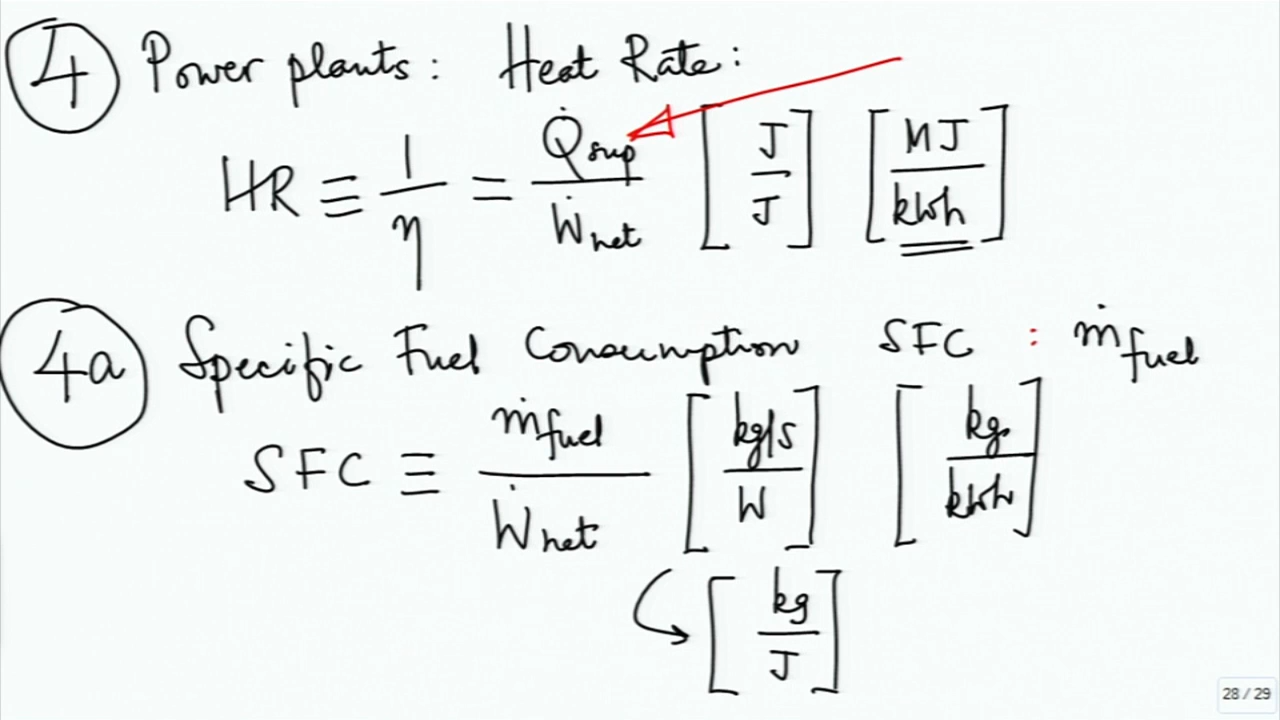 4 Power plants: Heat Rate:
HR ≡ 1/η = Q̇sup/Ẇnet [J/J] [MJ/kWh]
4a Specific Fuel Consumption SFC : ṁfuel
SFC ≡ ṁfuel/Ẇnet [kg/s/W] [kg/kWh]
[kg/J]
28 / 29